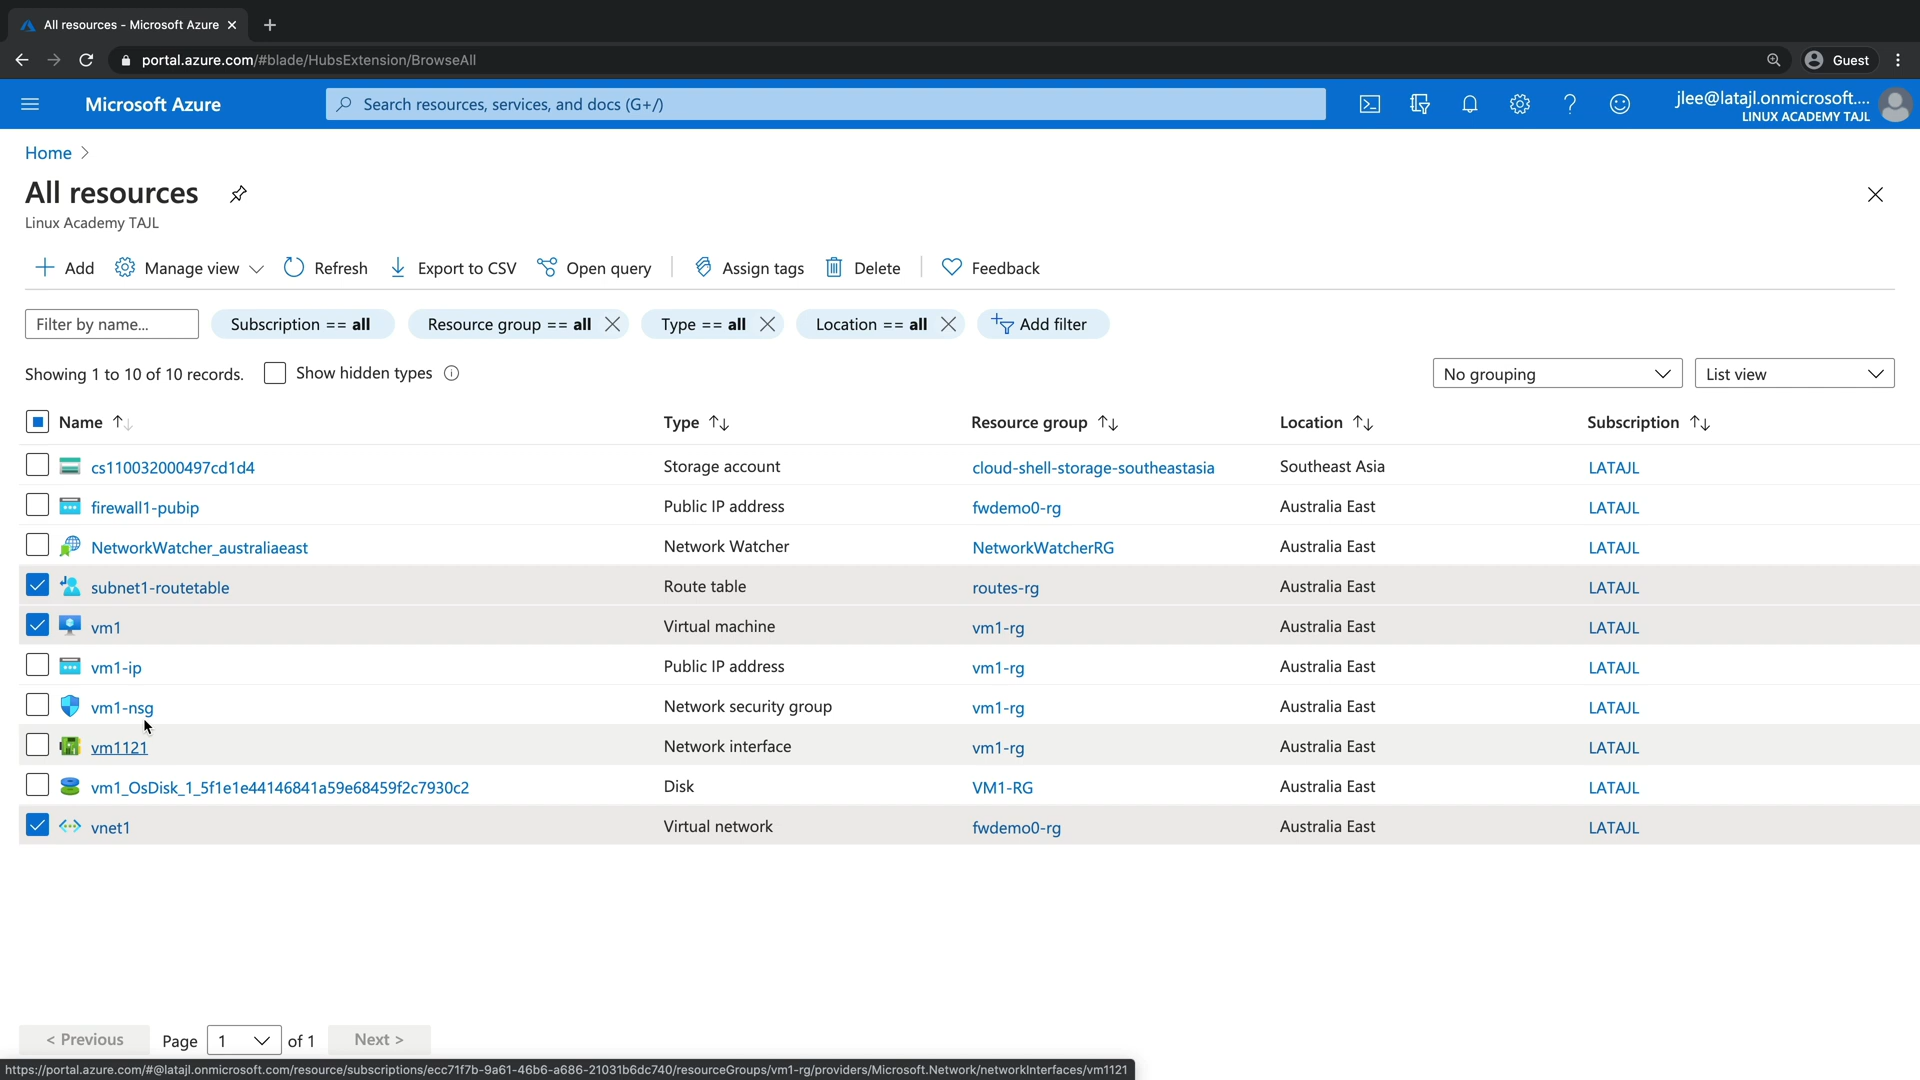 All resources - Microsoft Azure
portal.azure.com/#blade/HubsExtension/BrowseAll
Guest
Microsoft Azure
Search resources, services, and docs (G+/)
jlee@latajl.onmicrosoft....
LINUX ACADEMY TAJL
Home
All resources
Linux Academy TAJL
Add Manage view Refresh Export to CSV Open query Assign tags Delete Feedback
Filter by name... Subscription == all Resource group == all Type == all Location == all Add filter
Showing 1 to 10 of 10 records. Show hidden types No grouping List view
Name Type Resource group Location Subscription
cs110032000497cd1d4 Storage account cloud-shell-storage-southeastasia Southeast Asia LATAJL
firewall1-pubip Public IP address fwdemo0-rg Australia East LATAJL
NetworkWatcher_australiaeast Network Watcher NetworkWatcherRG Australia East LATAJL
subnet1-routetable Route table routes-rg Australia East LATAJL
vm1 Virtual machine vm1-rg Australia East LATAJL
vm1-ip Public IP address vm1-rg Australia East LATAJL
vm1-nsg Network security group vm1-rg Australia East LATAJL
vm1121 Network interface vm1-rg Australia East LATAJL
vm1_OsDisk_1_5f1e1e44146841a59e68459f2c7930c2 Disk VM1-RG Australia East LATAJL
vnet1 Virtual network fwdemo0-rg Australia East LATAJL
< Previous Page 1 of 1 Next >
https://portal.azure.com/#@latajl.onmicrosoft.com/resource/subscriptions/ecc71f7b-9a61-46b6-a686-21031b6dc740/resourceGroups/vm1-rg/providers/Microsoft.Network/networkInterfaces/vm1121